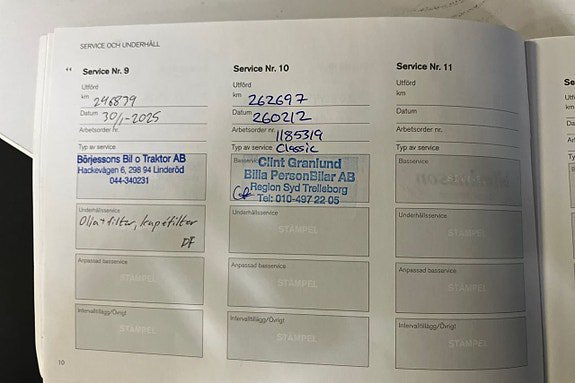 SERVICE OCH UNDERHÅLL
Service Nr. 9
Utförd
km 246879
Datum 30/1-2025
Arbetsorder nr.
Typ av service
Börjessons Bil o Traktor AB
Hackevägen 6, 298 94 Linderöd
044-340231
Underhållsservice
Olja+filter, kupéfilter
DF
Anpassad basservice
STÄMPEL
Intervalltillägg/Övrigt
STÄMPEL
10
Service Nr. 10
Utförd
km 262697
Datum 260212
Arbetsorder nr. 1185319
Typ av service Classic
Basservice
Clint Granlund
Billa PersonBilar AB
Region Syd Trelleborg
Tel: 010-497 22 05
Underhållsservice
STÄMPEL
Anpassad basservice
STÄMPEL
Intervalltillägg/Övrigt
STÄMPEL
Service Nr. 11
Utförd
km
Datum
Arbetsorder nr.
Typ av service
Basservice
Underhållsservice
STÄMPEL
Anpassad basservice
STÄMPEL
Intervalltillägg/Övrigt
STÄMPEL